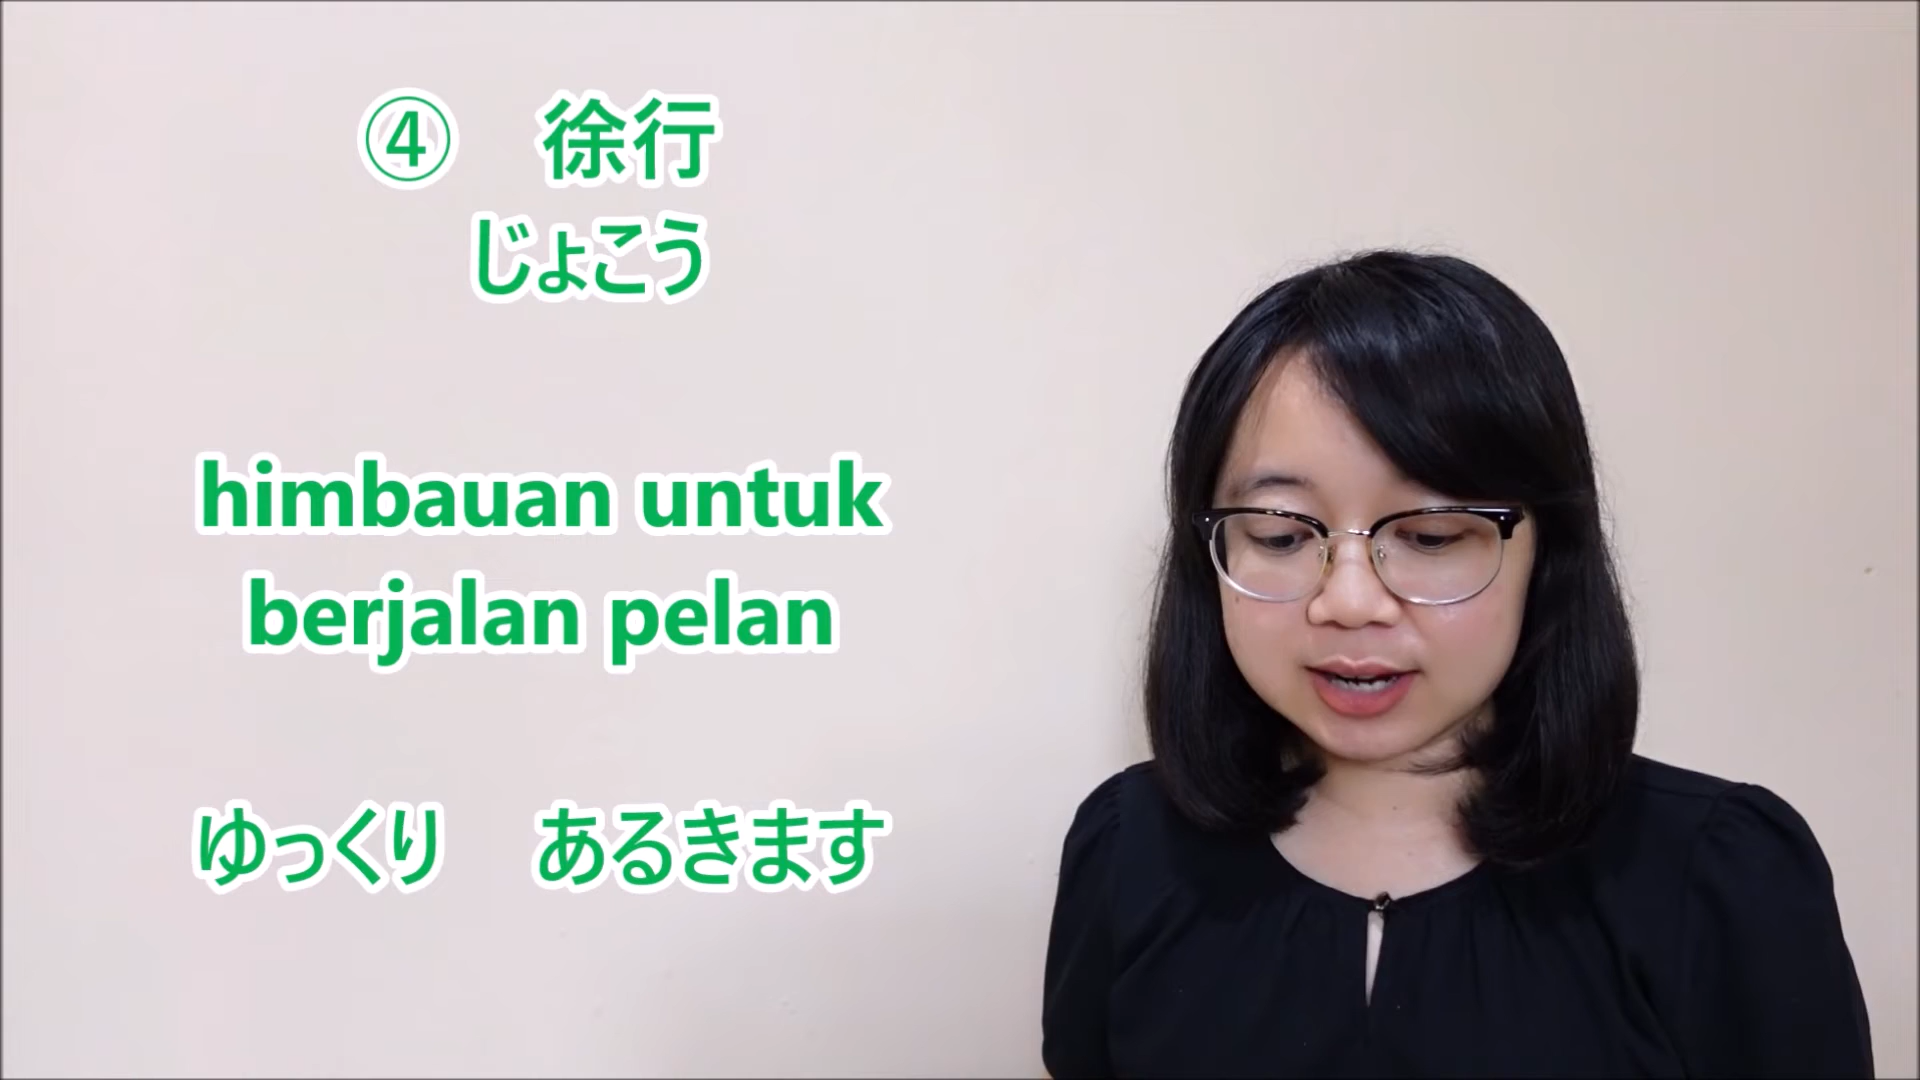 ④　徐行
じょこう
himbauan untuk
berjalan pelan
ゆっくり　あるきます